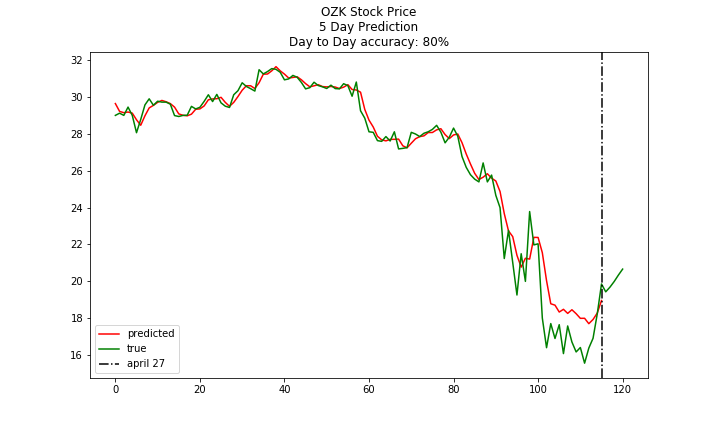 OZK Stock Price
5 Day Prediction
Day to Day accuracy: 80%
32
30
28
26
24
22
20
18
16
predicted
true
april 27
0 20 40 60 80 100 120